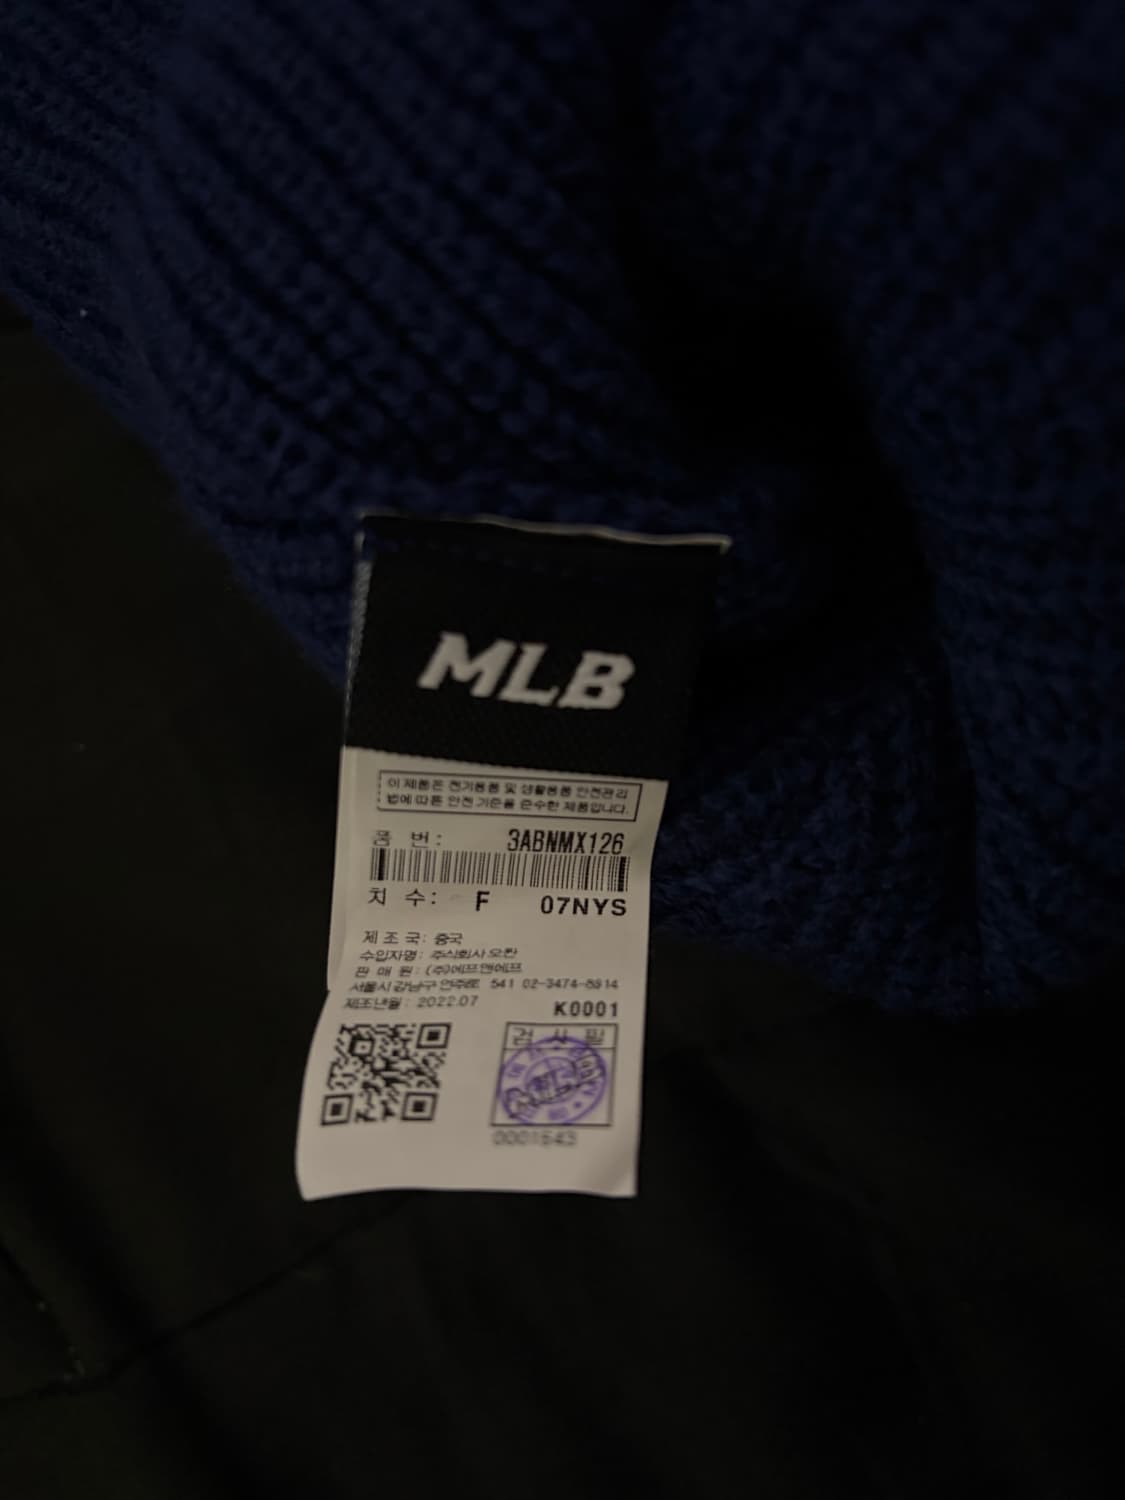 MLB
이 제품은 전기용품 및 생활용품 안전관리
법에 따른 안전 기준을 준수한 제품입니다.
품 번: 3ABNMX126
치 수: F 07NYS
제 조 국: 중국
수입자명: 주식회사 오칸
판 매 원: (주)에프앤에프
서울시 강남구 언주로 541 02-3474-8914
제조년월: 2022.07
K0001
검 사 필
MLB
0001543